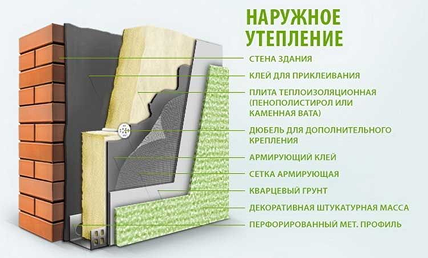 НАРУЖНОЕ
УТЕПЛЕНИЕ
СТЕНА ЗДАНИЯ
КЛЕЙ ДЛЯ ПРИКЛЕИВАНИЯ
ПЛИТА ТЕПЛОИЗОЛЯЦИОННАЯ
(ПЕНОПОЛИСТИРОЛ ИЛИ
КАМЕННАЯ ВАТА)
ДЮБЕЛЬ ДЛЯ ДОПОЛНИТЕЛЬНОГО
КРЕПЛЕНИЯ
АРМИРУЮЩИЙ КЛЕЙ
СЕТКА АРМИРУЮЩАЯ
КВАРЦЕВЫЙ ГРУНТ
ДЕКОРАТИВНАЯ ШТУКАТУРНАЯ МАССА
ПЕРФОРИРОВАННЫЙ МЕТ. ПРОФИЛЬ